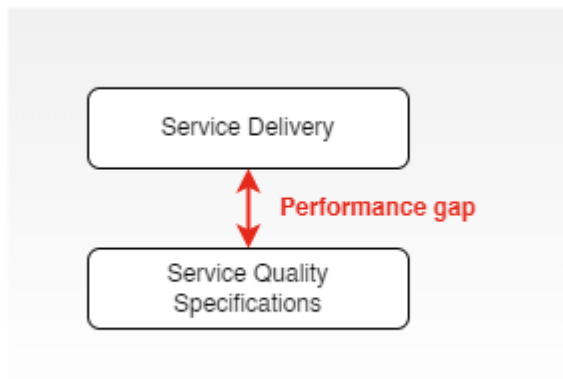 Service Delivery
Performance gap
Service Quality
Specifications